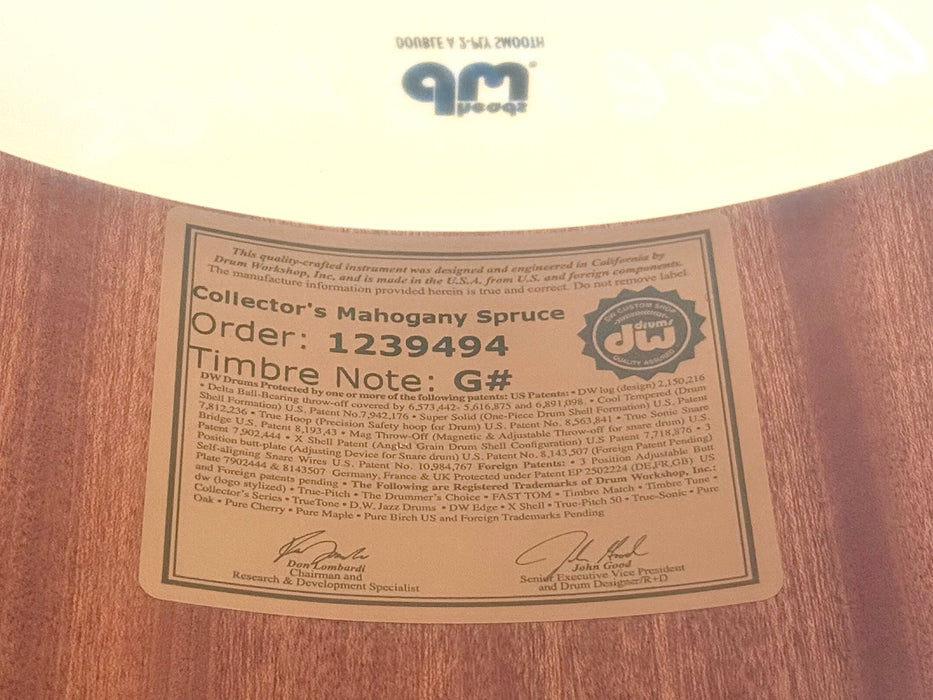 DOUBLE A 2-PLY SMOOTH
dw
heads
This quality-crafted instrument was designed and engineered in California by
Drum Workshop, Inc. and is made in the U.S.A. from U.S. and foreign components.
The manufacture information provided herein is true and correct. Do not remove label.
Collector's Mahogany Spruce
Order: 1239494
Timbre Note: G#
DW CUSTOM SHOP
drums
dw
QUALITY ASSURED
DW Drums Protected by one or more of the following patents: US Patents: • DW lug (design) 2,150,216
• Delta Ball-Bearing throw-off covered by 6,573,442- 5,616,875 and 6,891,098. • Cool Tempered (Drum
Shell Formation) U.S. Patent No.7,942,176 • Super Solid (One-Piece Drum Shell Formation) U.S. Patent
7,812,236 • True Hoop (Precision Safety hoop for Drum) U.S. Patent No. 8,563,841 • True Sonic Snare
Bridge U.S. Patent 8,193,43 • Mag Throw-Off (Magnetic & Adjustable Throw-off for snare drum) U.S.
Patent 7,902,444 • X Shell Patent (Angled Grain Drum Shell Configuration) U.S Patent 7,718,876 • 3
Position butt-plate (Adjusting Device for Snare drum) U.S. Patent No. 8,143,507 (Foreign Patent Pending)
Self-aligning Snare Wires U.S. Patent No. 10,984,767 Foreign Patents: • 3 Position Adjustable Butt
Plate 7902444 & 8143507 Germany, France & UK Protected under Patent EP 2502224 (DE,FR,GB) US
and Foreign patents pending • The Following are Registered Trademarks of Drum Workshop, Inc.:
dw (logo stylized) • True-Pitch • The Drummer's Choice • FAST TOM • Timbre Match • Timbre Tune •
Collector's Series • TrueTone • D.W. Jazz Drums • DW Edge • X Shell • True-Pitch 50 • True-Sonic • Pure
Oak • Pure Cherry • Pure Maple • Pure Birch US and Foreign Trademarks Pending
Don Lombardi
Chairman and
Research & Development Specialist
John Good
Senior Executive Vice President
and Drum Designer/R+D